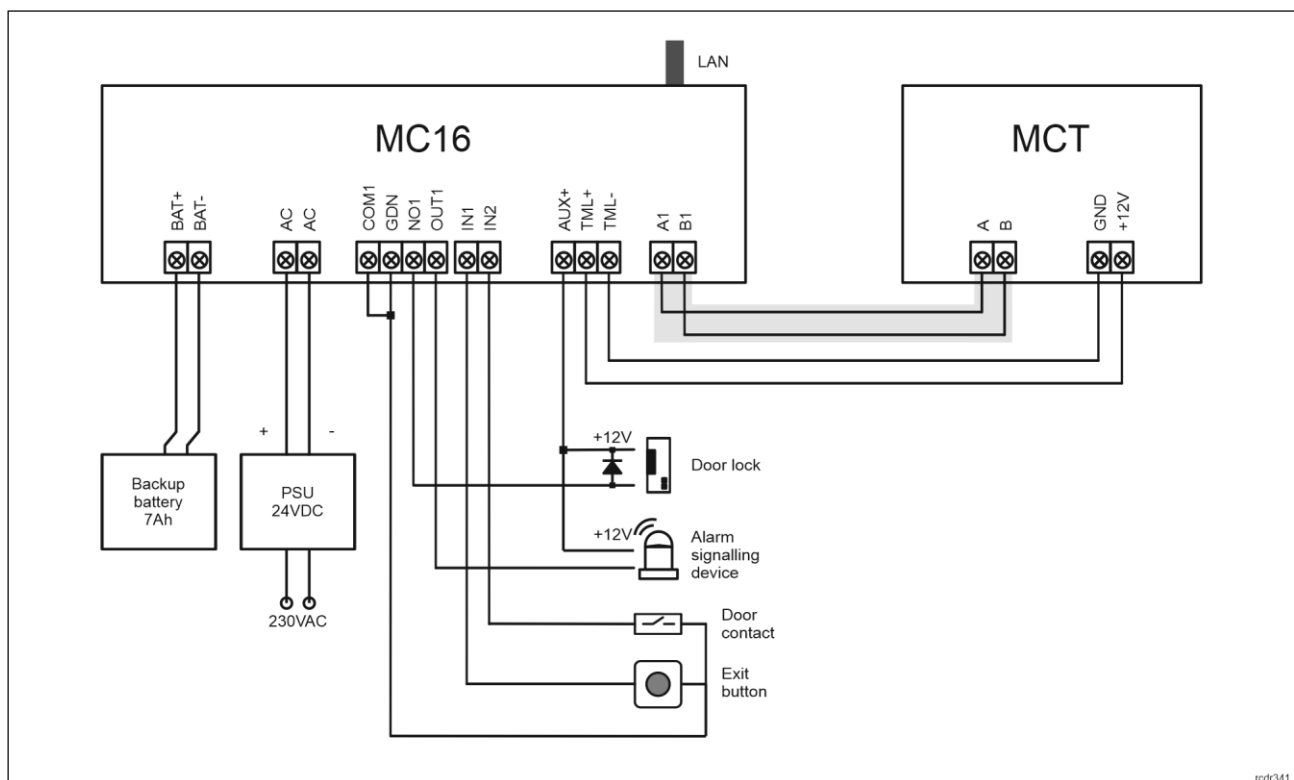 LAN
MC16
MCT
BAT+
BAT-
AC
AC
COM1
GDN
NO1
OUT1
IN1
IN2
AUX+
TML+
TML-
A1
B1
A
B
GND
+12V
+
-
Backup
battery
7Ah
PSU
24VDC
230VAC
+12V
Door lock
+12V
Alarm
signalling
device
Door
contact
Exit
button
rcdr341